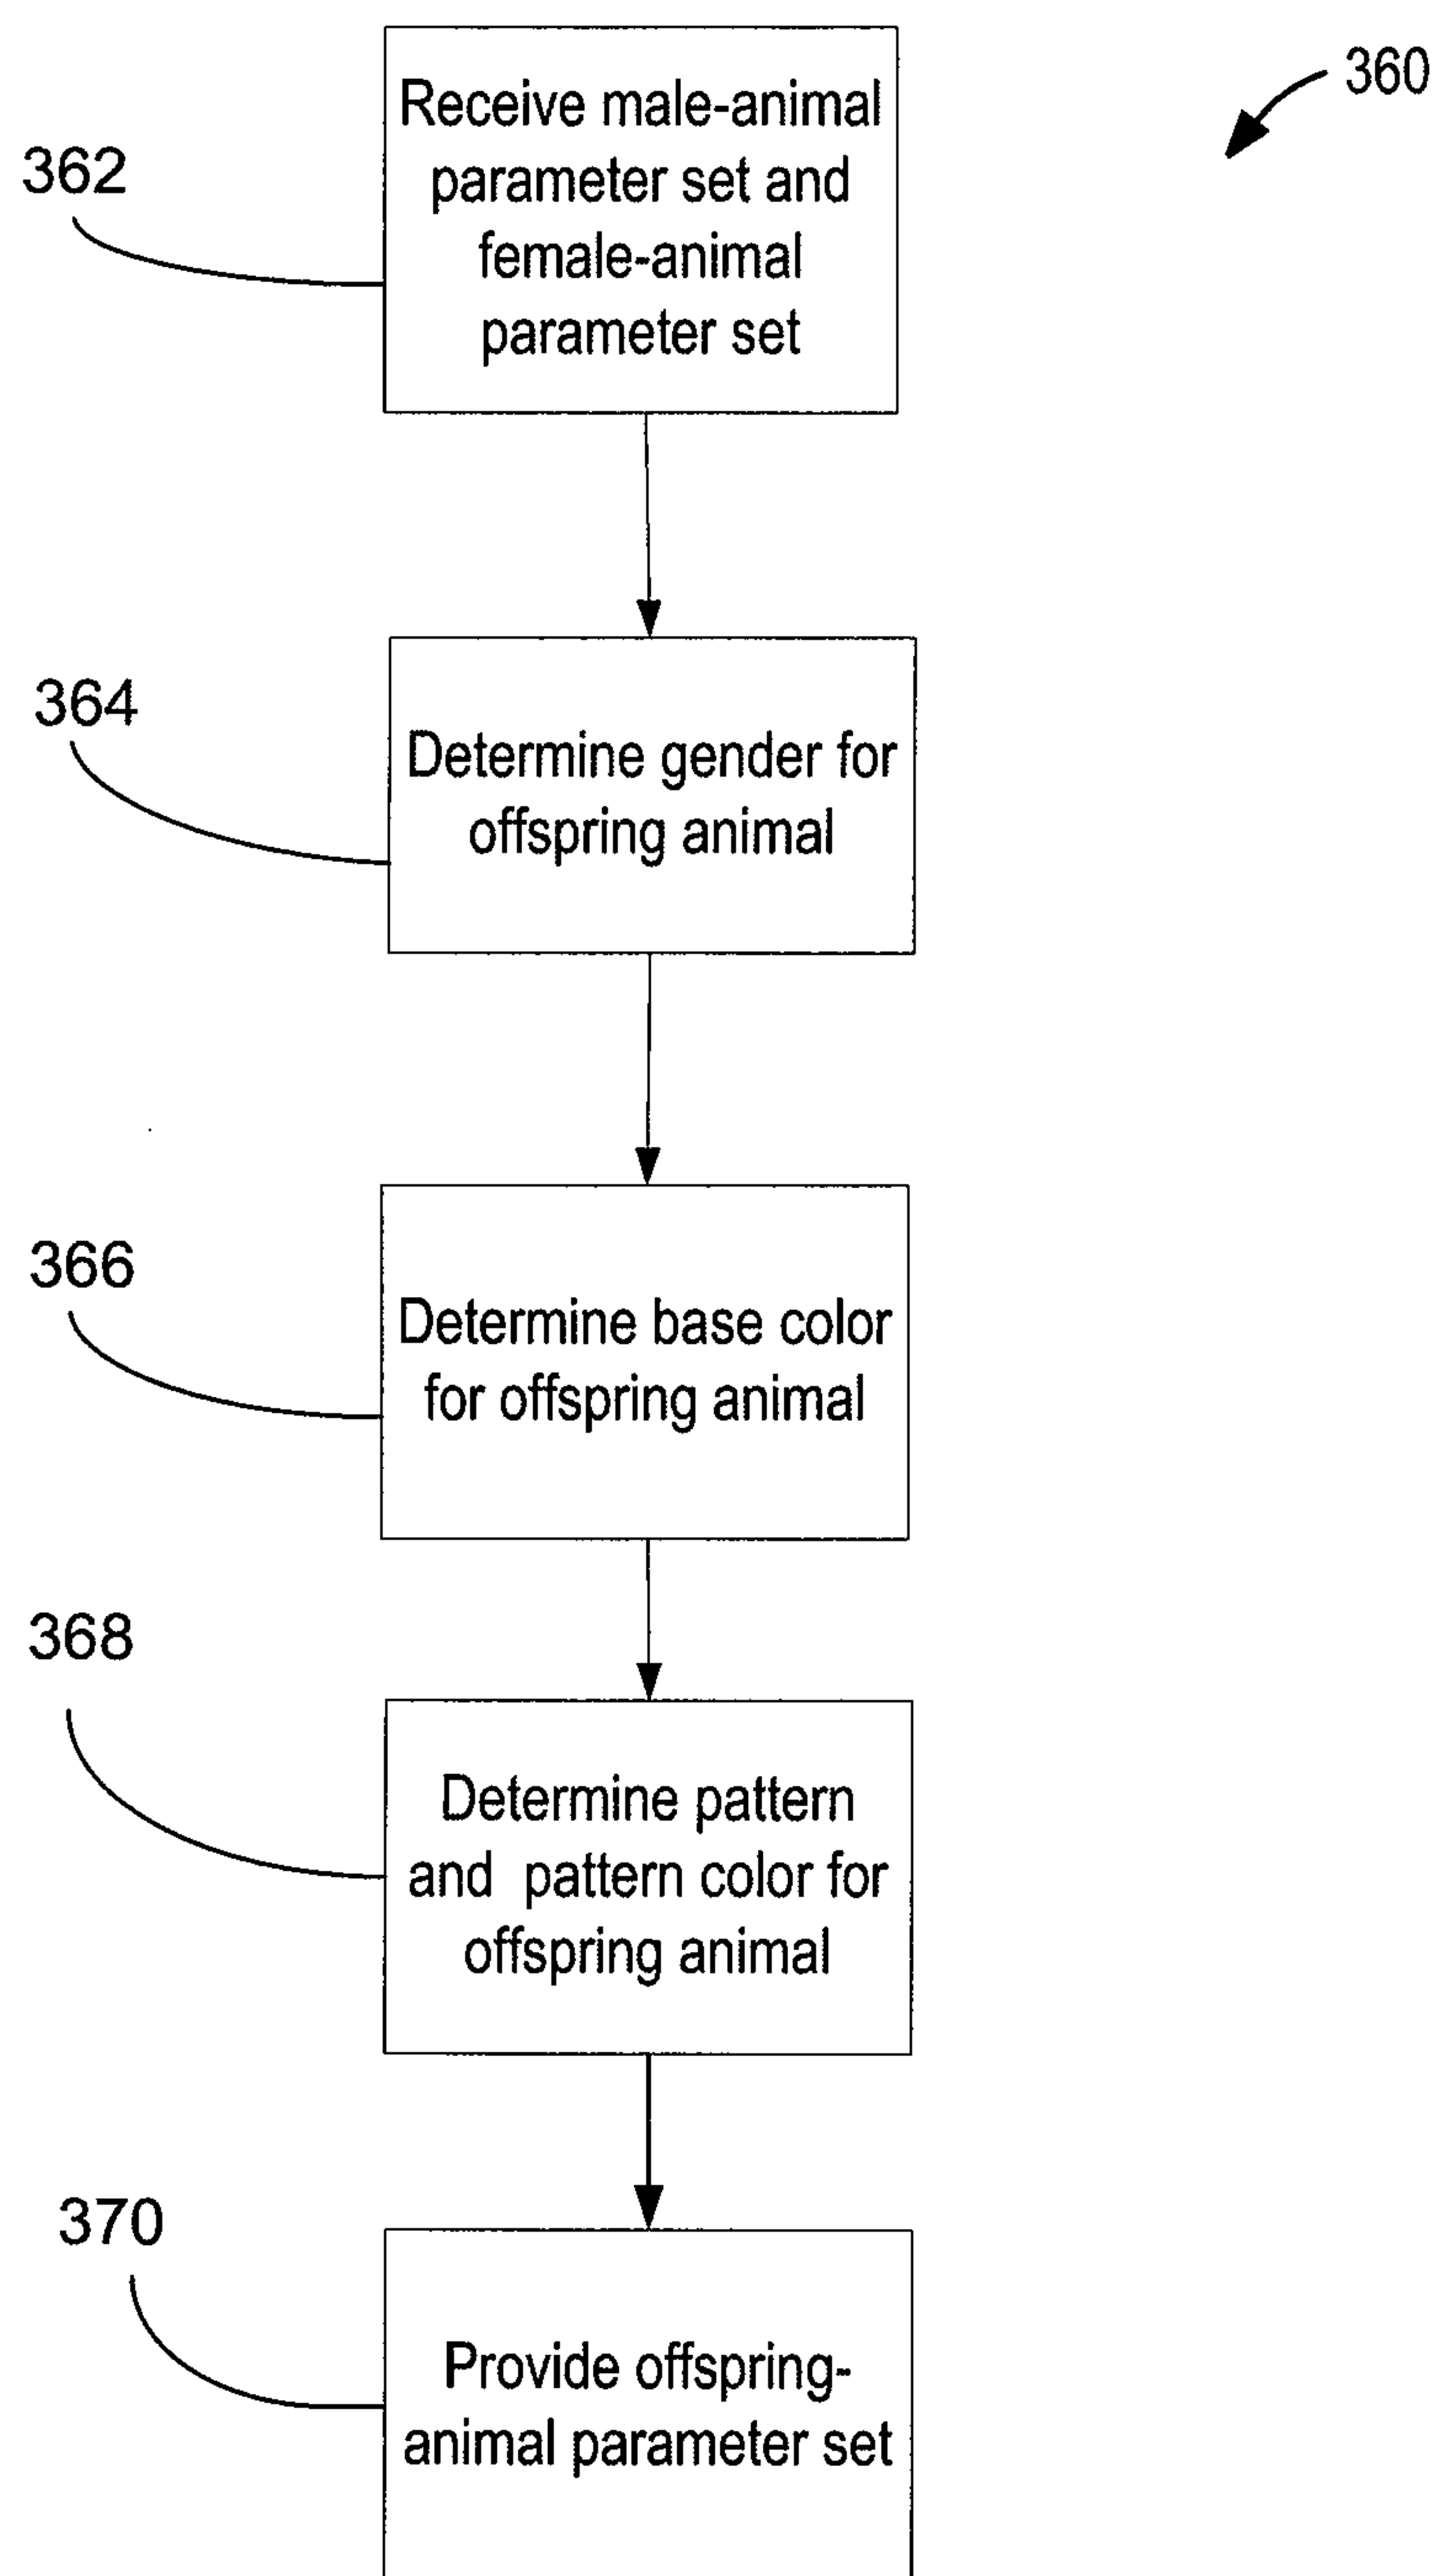 360
362
Receive male-animal
parameter set and
female-animal
parameter set
364
Determine gender for
offspring animal
366
Determine base color
for offspring animal
368
Determine pattern
and pattern color for
offspring animal
370
Provide offspring-
animal parameter set